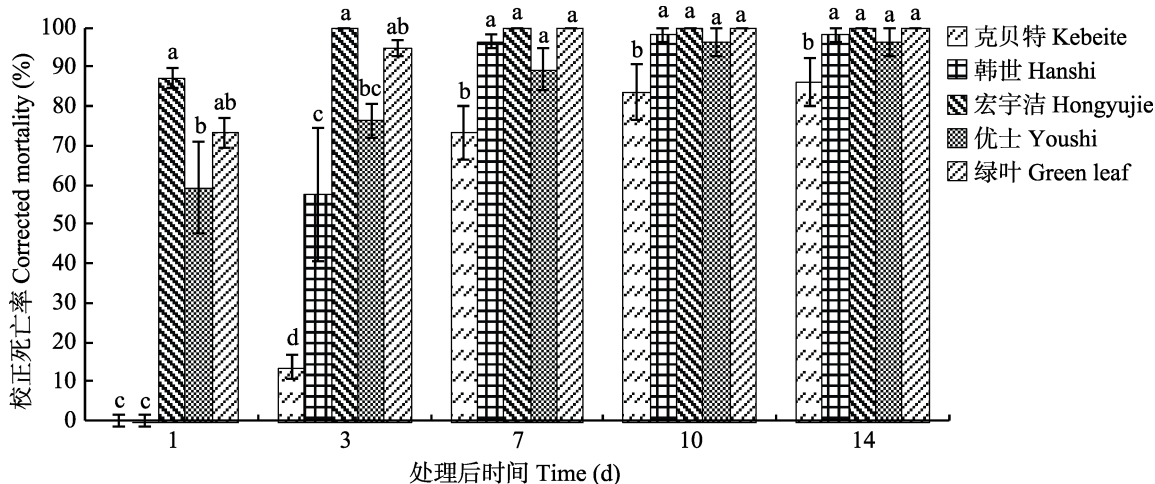 校正死亡率 Corrected mortality (%)
100
90
80
70
60
50
40
30
20
10
0
c c a b ab
d c a bc ab
b a a a a
b a a a a
b a a a a
1 3 7 10 14
处理后时间 Time (d)
克贝特 Kebeite
韩世 Hanshi
宏宇洁 Hongyujie
优士 Youshi
绿叶 Green leaf